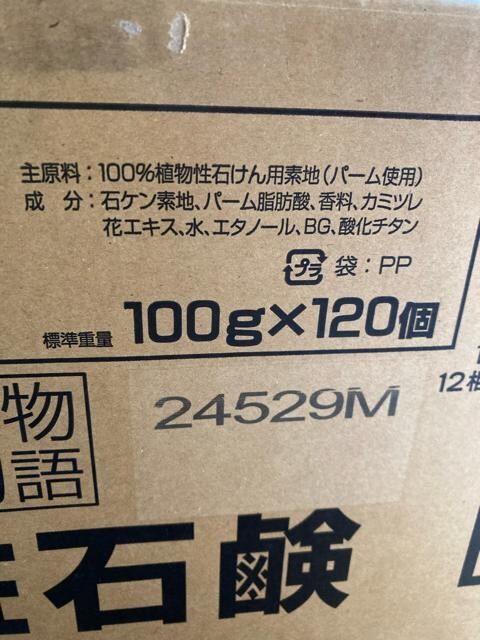 主原料：100%植物性石けん用素地(パーム使用)
成　分：石ケン素地、パーム脂肪酸、香料、カミツレ
花エキス、水、エタノール、BG、酸化チタン
プラ 袋：PP
標準重量 100g×120個
12
物
語
24529M
石鹸